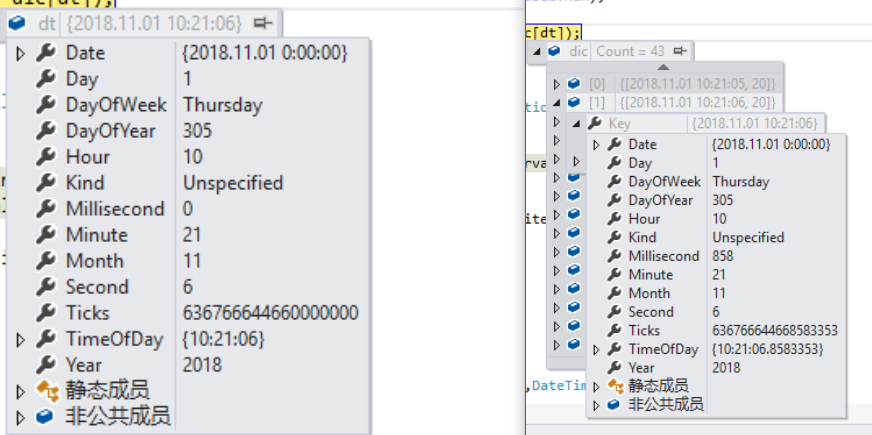 dic[dt]);
dt {2018.11.01 10:21:06}
Date {2018.11.01 0:00:00}
Day 1
DayOfWeek Thursday
DayOfYear 305
Hour 10
Kind Unspecified
Millisecond 0
Minute 21
Month 11
Second 6
Ticks 636766644660000000
TimeOfDay {10:21:06}
Year 2018
静态成员
非公共成员
c[dt]);
dic Count = 43
[0] {[2018.11.01 10:21:05, 20]}
[1] {[2018.11.01 10:21:06, 20]}
Key {2018.11.01 10:21:06}
Date {2018.11.01 0:00:00}
Day 1
DayOfWeek Thursday
DayOfYear 305
Hour 10
Kind Unspecified
Millisecond 858
Minute 21
Month 11
Second 6
Ticks 636766644668583353
TimeOfDay {10:21:06.8583353}
Year 2018
静态成员
非公共成员
tic
rva
ite
,DateTim